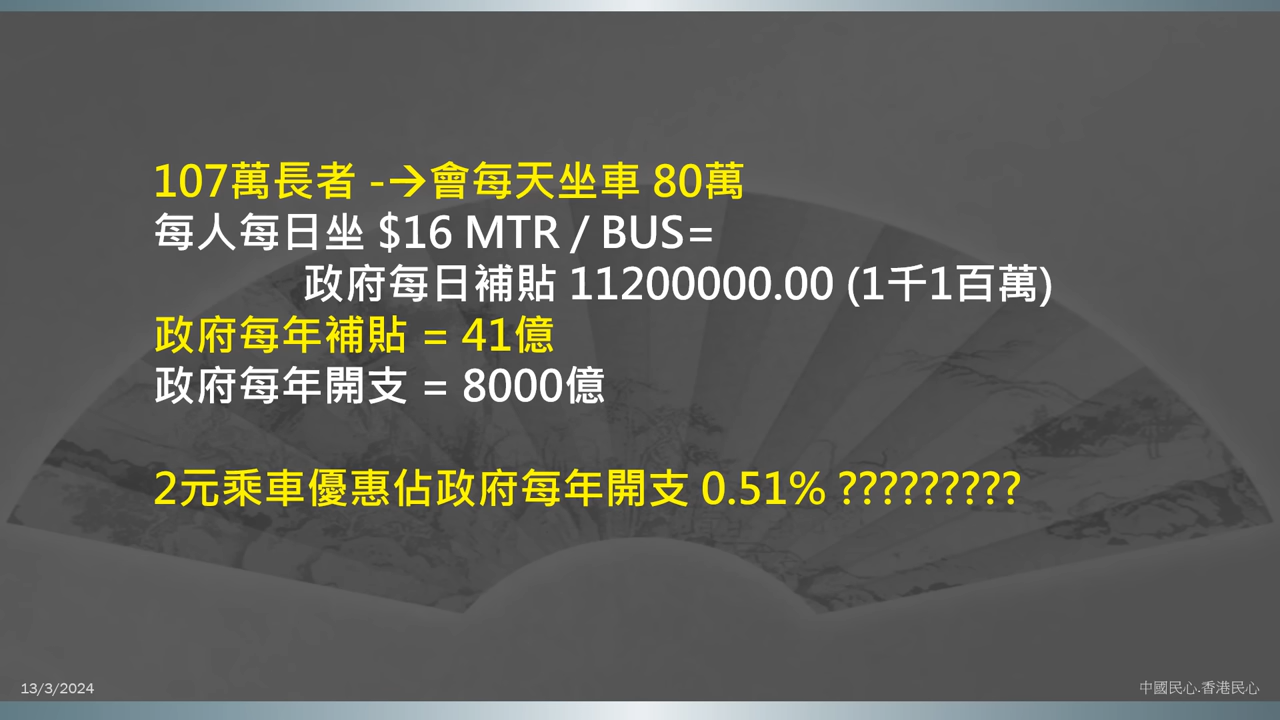 107萬長者 -→會每天坐車 80萬
每人每日坐 $16 MTR / BUS=
政府每日補貼 11200000.00 (1千1百萬)
政府每年補貼 = 41億
政府每年開支 = 8000億
2元乘車優惠佔政府每年開支 0.51% ?????????
13/3/2024
中國民心.香港民心